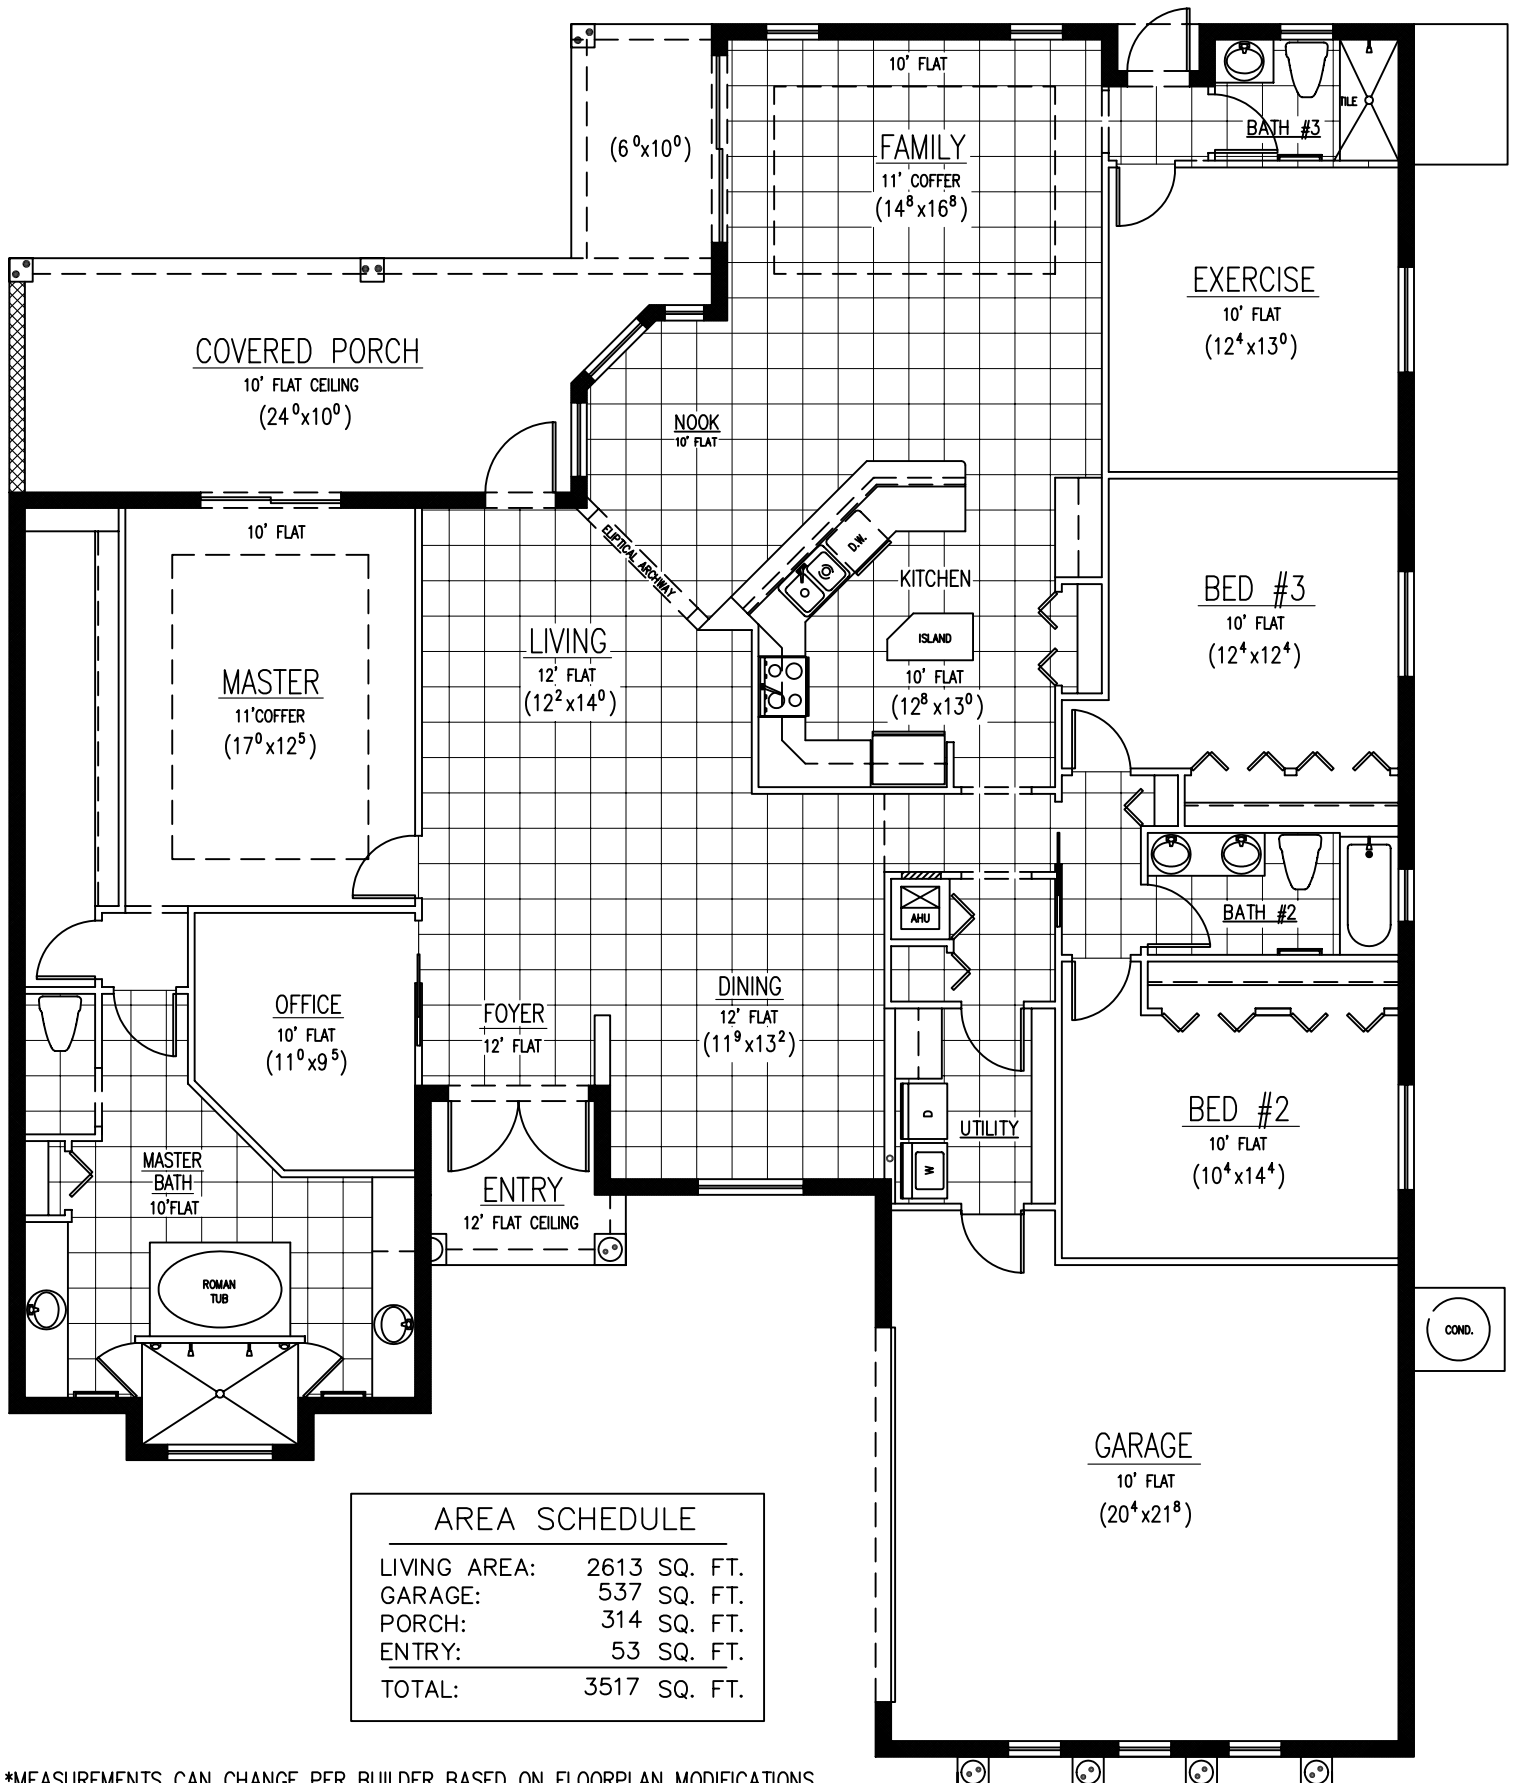 10' FLAT
FAMILY
11' COFFER
(14⁸x16⁸)
(6⁰x10⁰)
TILE
BATH #3
EXERCISE
10' FLAT
(12⁴x13⁰)
COVERED PORCH
10' FLAT CEILING
(24⁰x10⁰)
NOOK
10' FLAT
ELIPTICAL ARCHWAY
D.W.
KITCHEN
ISLAND
10' FLAT
(12⁸x13⁰)
BED #3
10' FLAT
(12⁴x12⁴)
10' FLAT
MASTER
11'COFFER
(17⁰x12⁵)
LIVING
12' FLAT
(12²x14⁰)
AHU
BATH #2
OFFICE
10' FLAT
(11⁰x9⁵)
FOYER
12' FLAT
DINING
12' FLAT
(11⁹x13²)
D
W
UTILITY
BED #2
10' FLAT
(10⁴x14⁴)
MASTER
BATH
10'FLAT
ENTRY
12' FLAT CEILING
ROMAN
TUB
COND.
GARAGE
10' FLAT
(20⁴x21⁸)
AREA SCHEDULE
LIVING AREA: 2613 SQ. FT.
GARAGE: 537 SQ. FT.
PORCH: 314 SQ. FT.
ENTRY: 53 SQ. FT.
TOTAL: 3517 SQ. FT.
*MEASUREMENTS CAN CHANGE PER BUILDER BASED ON FLOORPLAN MODIFICATIONS